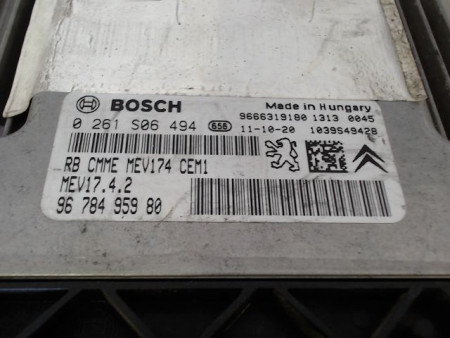 BOSCH
Made in Hungary
9666319180 1313 0045
0 261 S06 494 658 11-10-20 1039S49428
RB CMME MEV174 CEM1
MEV17.4.2
96 784 959 80